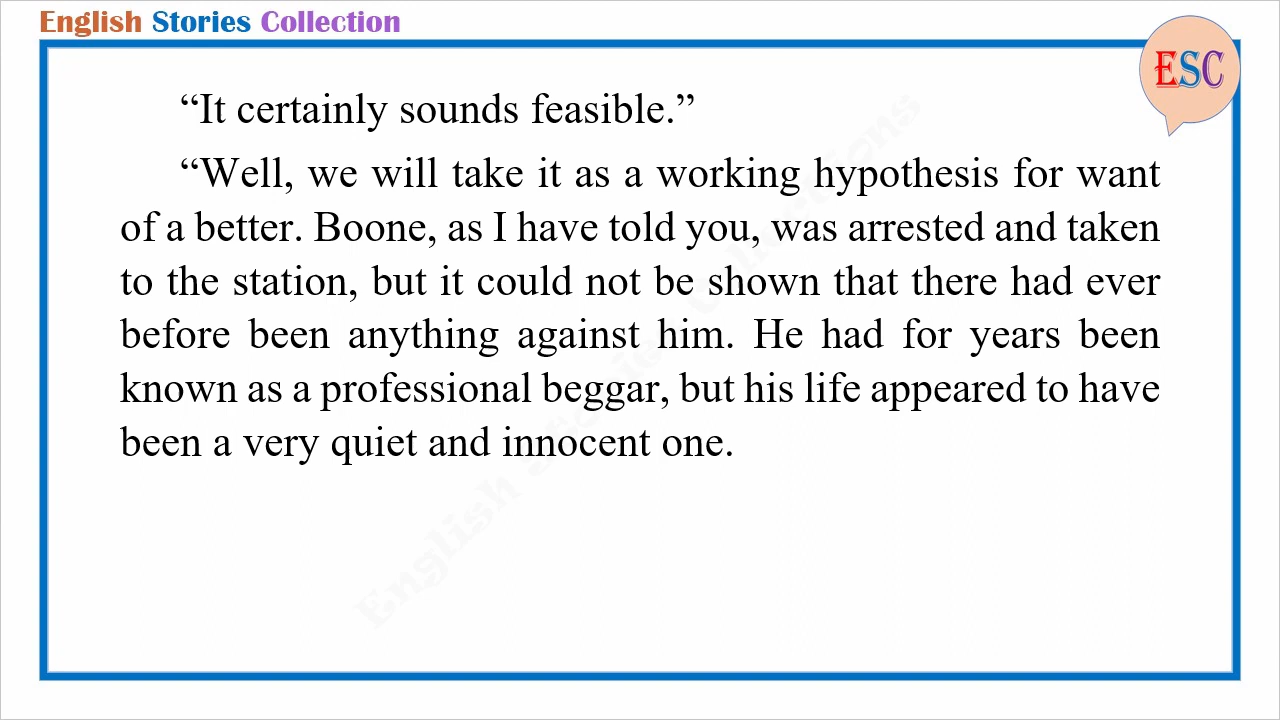 English Stories Collection
ESC
“It certainly sounds feasible.”
“Well, we will take it as a working hypothesis for want
of a better. Boone, as I have told you, was arrested and taken
to the station, but it could not be shown that there had ever
before been anything against him. He had for years been
known as a professional beggar, but his life appeared to have
been a very quiet and innocent one.